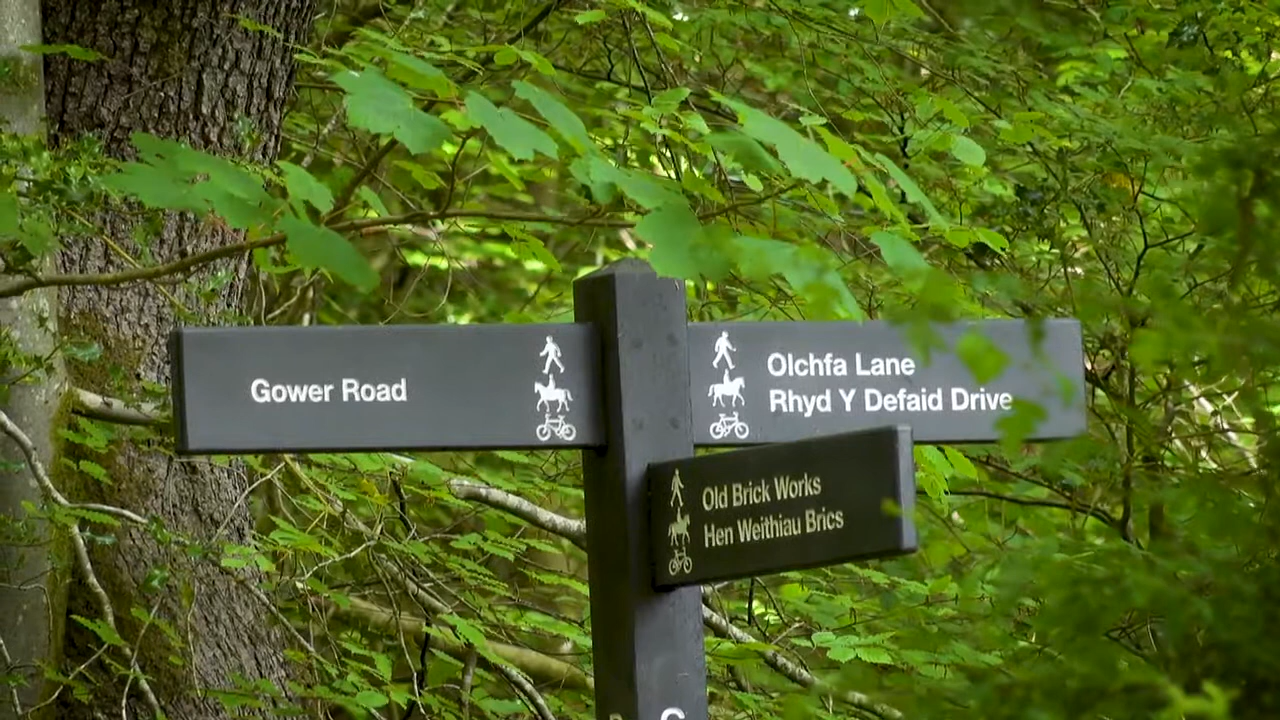 Gower Road
Olchfa Lane
Rhyd Y Defaid Drive
Old Brick Works
Hen Weithiau Brics